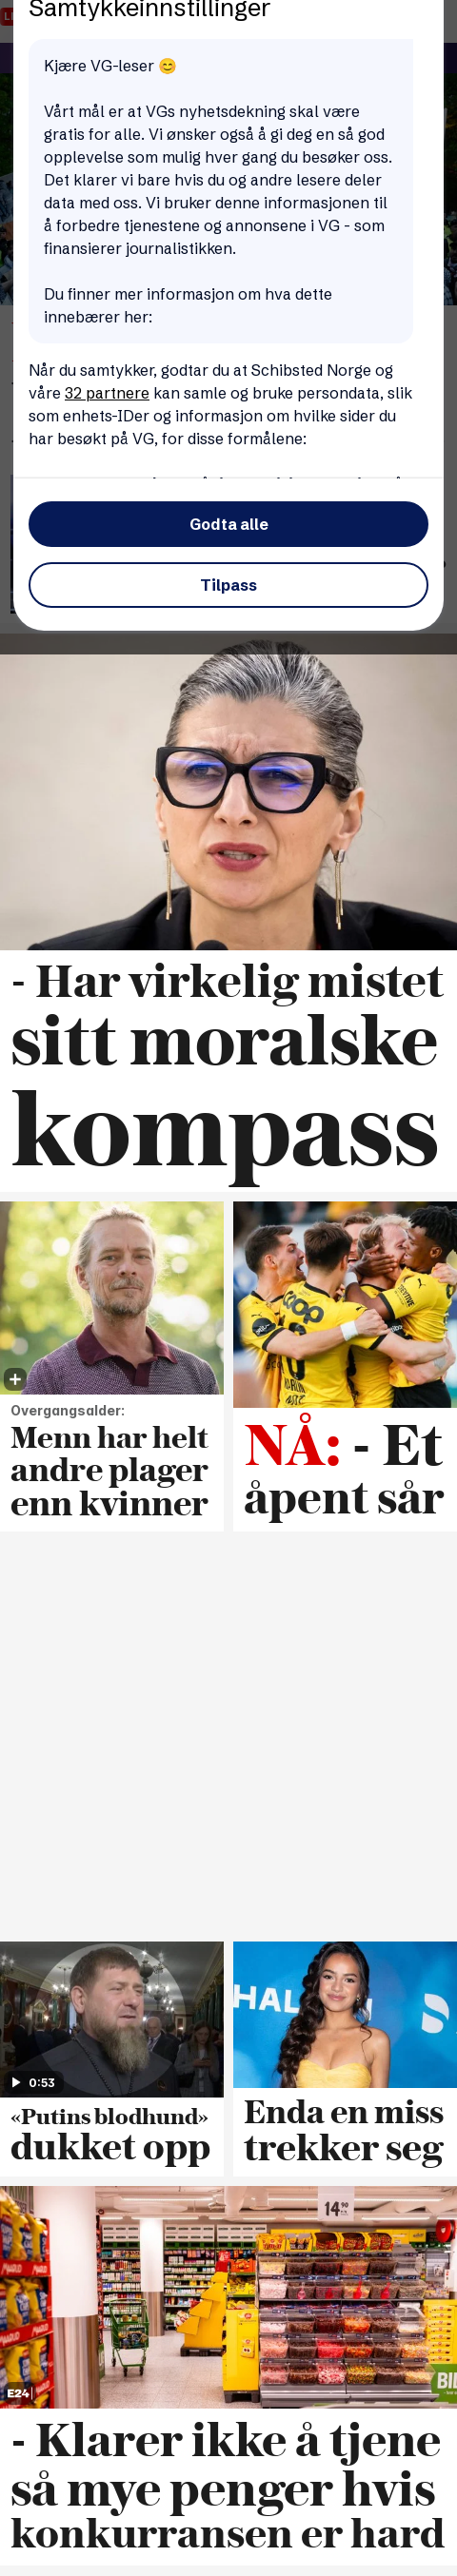 Samtykkeinnstillinger
Kjære VG-leser 😊
Vårt mål er at VGs nyhetsdekning skal være
gratis for alle. Vi ønsker også å gi deg en så god
opplevelse som mulig hver gang du besøker oss.
Det klarer vi bare hvis du og andre lesere deler
data med oss. Vi bruker denne informasjonen til
å forbedre tjenestene og annonsene i VG - som
finansierer journalistikken.
Du finner mer informasjon om hva dette
innebærer her:
Når du samtykker, godtar du at Schibsted Norge og
våre 32 partnere kan samle og bruke persondata, slik
som enhets-IDer og informasjon om hvilke sider du
har besøkt på VG, for disse formålene:
Godta alle
Tilpass
- Har virkelig mistet
sitt moralske
kompass
coop
Overgangsalder:
Menn har helt
andre plager
enn kvinner
NÅ: - Et
åpent sår
0:53
«Putins blodhund»
dukket opp
HAL
Enda en miss
trekker seg
14.90
E24
- Klarer ikke å tjene
så mye penger hvis
konkurransen er hard